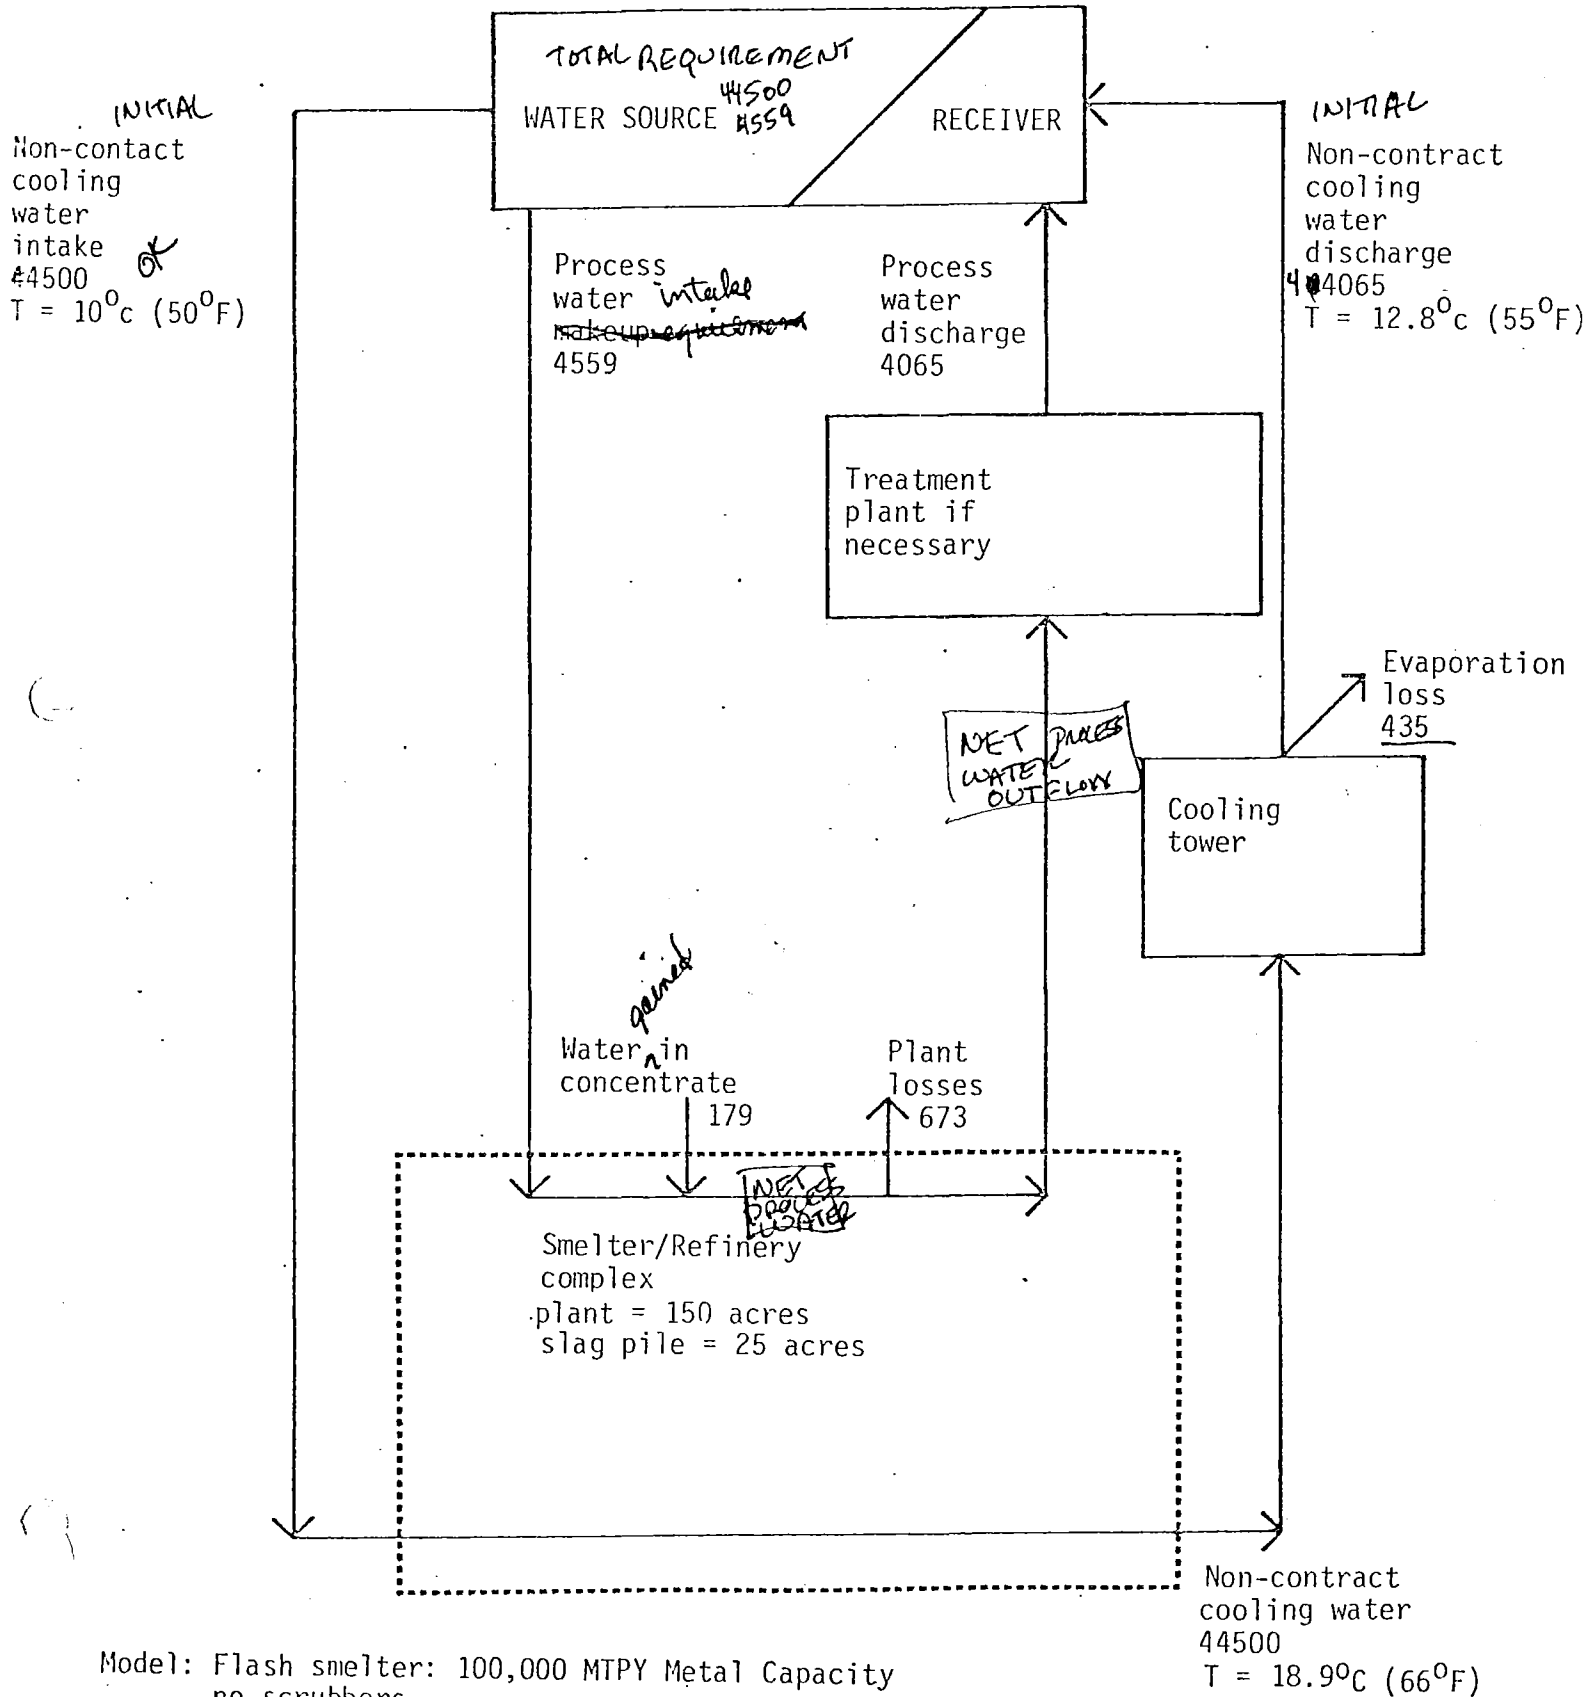 TOTAL REQUIREMENT
44500
WATER SOURCE 4559
RECEIVER
INITIAL
Non-contact
cooling
water
intake OK
44500
T = 10°c (50°F)
INITIAL
Non-contract
cooling
water
discharge
44065
T = 12.8°c (55°F)
Process
water intake
4559
Process
water
discharge
4065
Treatment
plant if
necessary
Evaporation
loss
435
NET PROCESS
WATER
OUTFLOW
Cooling
tower
gained
Water in
concentrate
179
Plant
losses
673
NET
PROCESS
WATER
Smelter/Refinery
complex
plant = 150 acres
slag pile = 25 acres
Non-contract
cooling water
44500
T = 18.9°C (66°F)
Model: Flash smelter: 100,000 MTPY Metal Capacity
no scrubbers